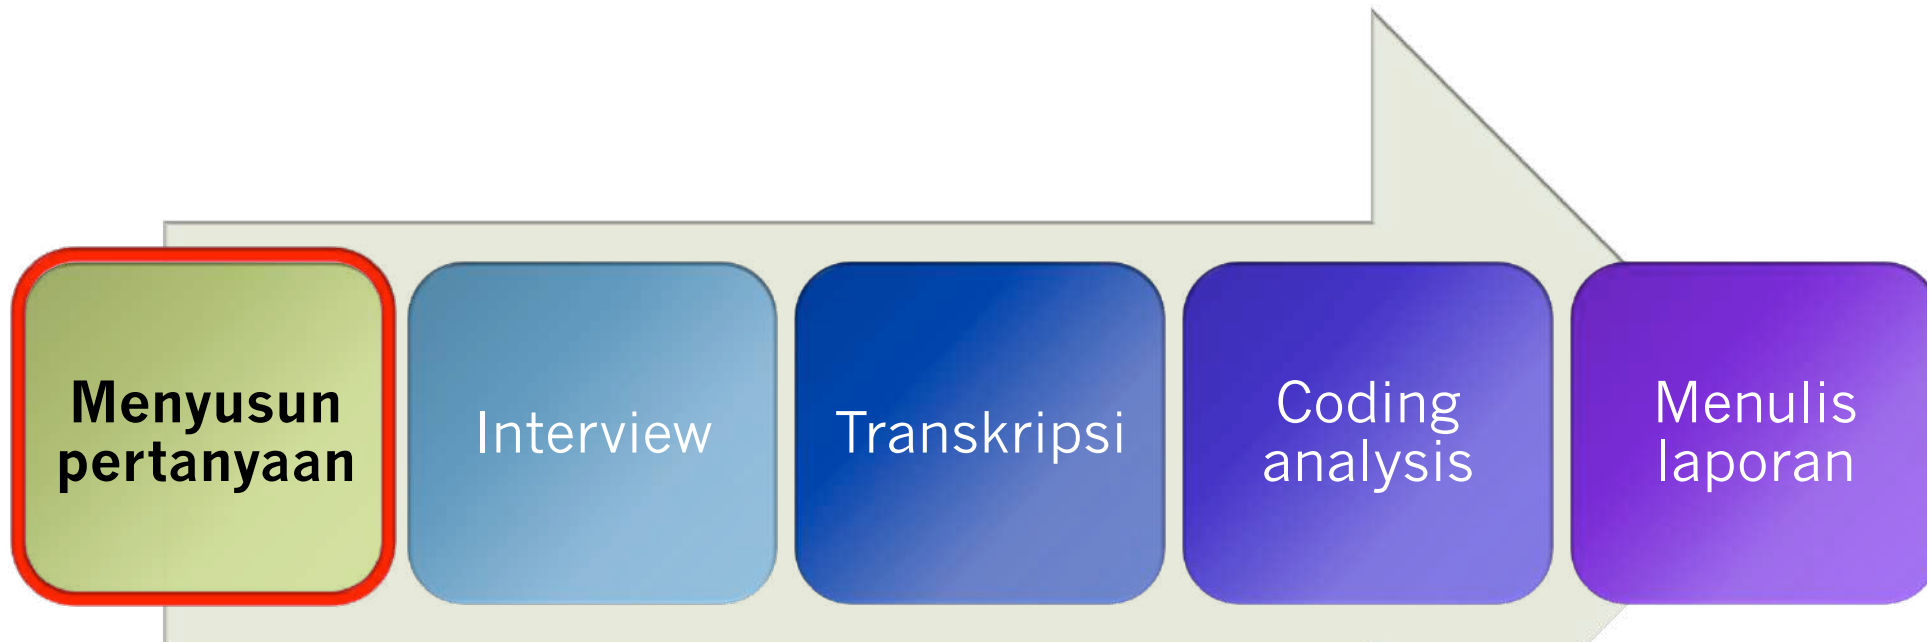 Menyusun
pertanyaan
Interview
Transkripsi
Coding
analysis
Menulis
laporan